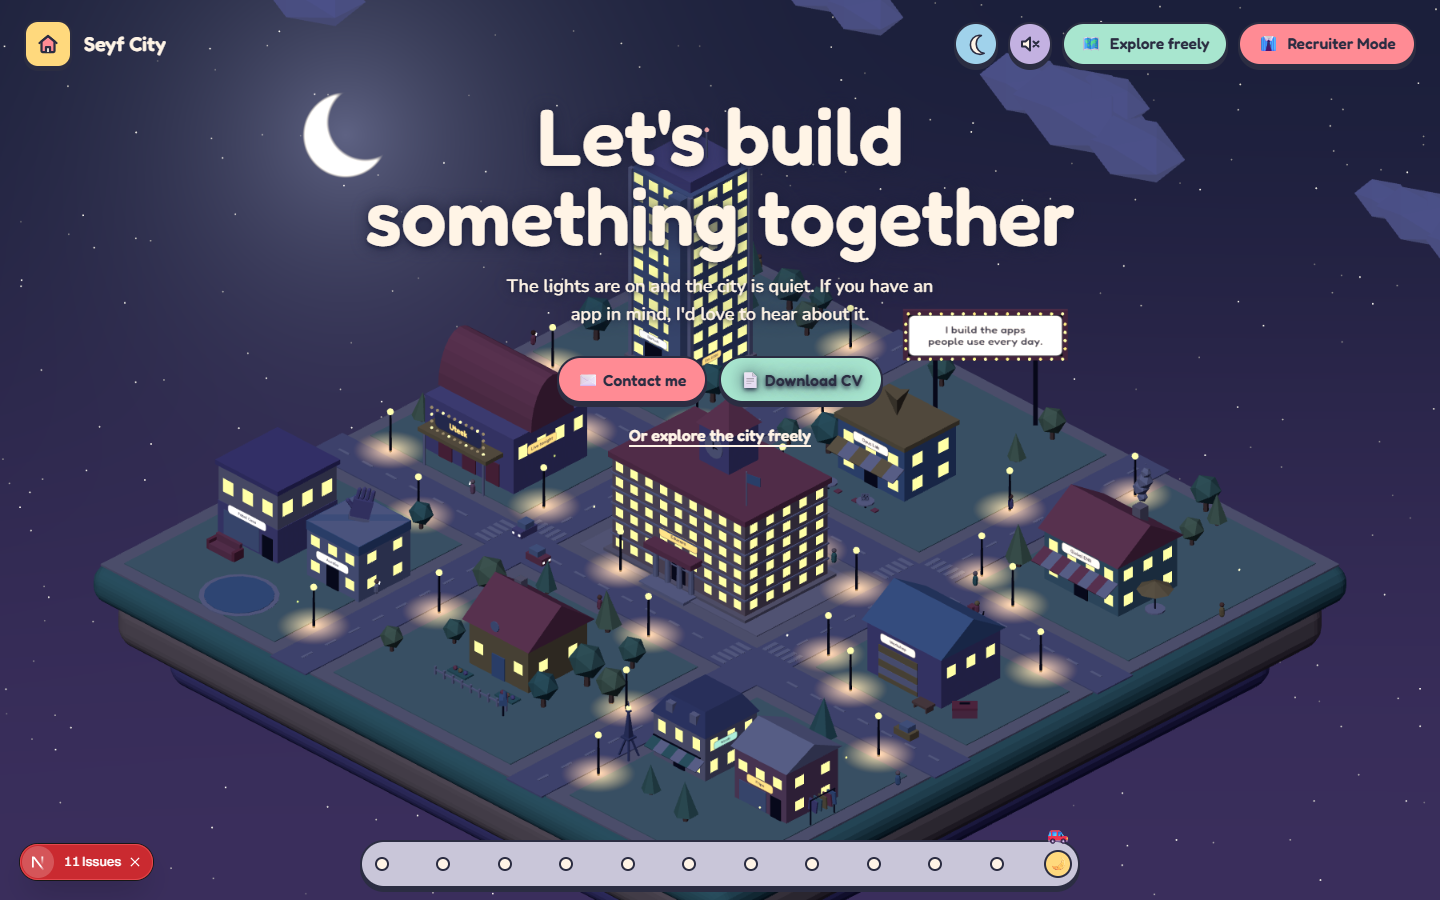 Seyf City
Explore freely
Recruiter Mode
Let's build
something together
The lights are on and the city is quiet. If you have an
app in mind, I'd love to hear about it.
I build the apps
people use every day.
Contact me
Download CV
Or explore the city freely
Utask
11 Issues